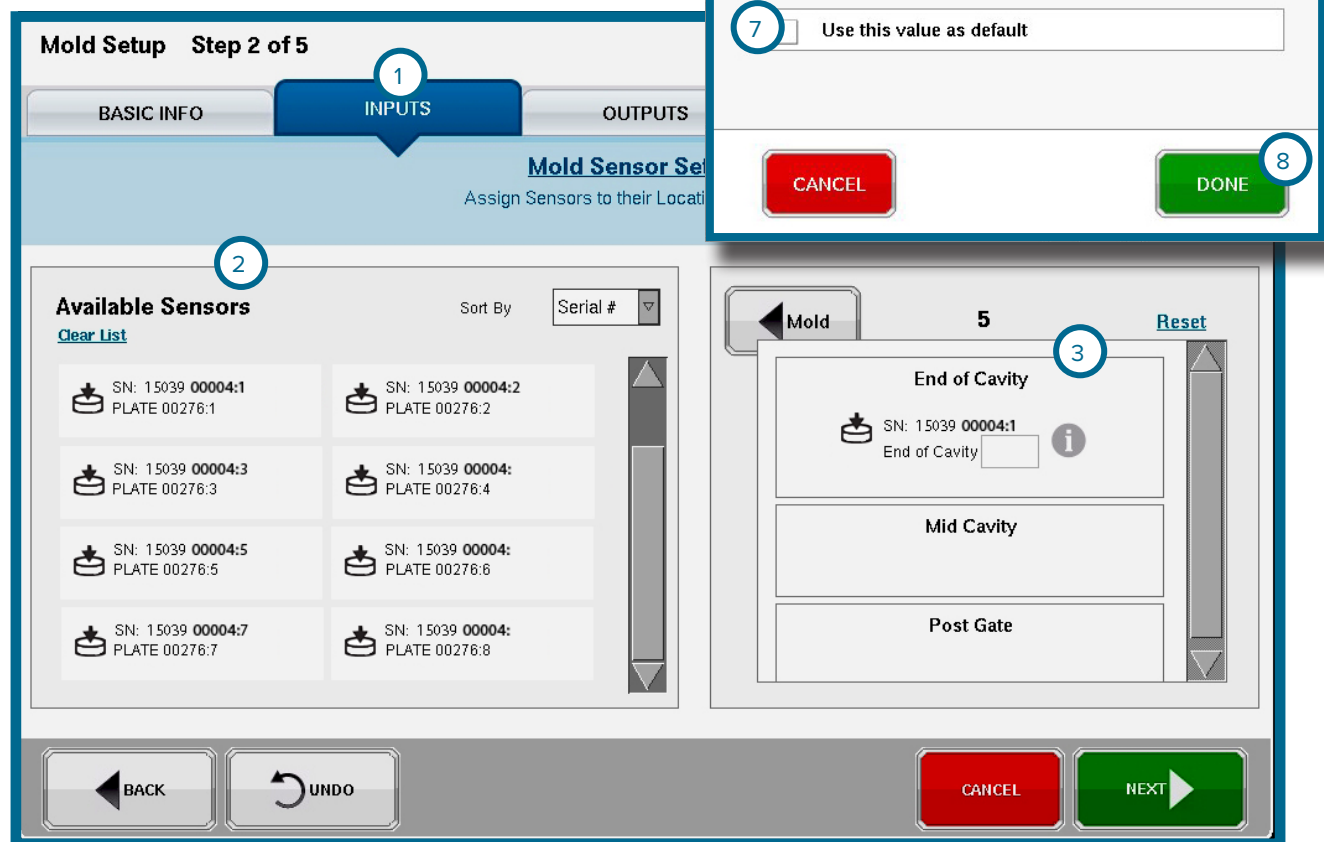 7
Use this value as default
CANCEL
DONE
8
Mold Setup Step 2 of 5
1
BASIC INFO
INPUTS
OUTPUTS
Mold Sensor Set
Assign Sensors to their Locati
2
Available Sensors
Sort By
Serial #
Clear List
SN: 15039 00004:1
PLATE 00276:1
SN: 15039 00004:2
PLATE 00276:2
SN: 15039 00004:3
PLATE 00276:3
SN: 15039 00004:
PLATE 00276:4
SN: 15039 00004:5
PLATE 00276:5
SN: 15039 00004:
PLATE 00276:6
SN: 15039 00004:7
PLATE 00276:7
SN: 15039 00004:
PLATE 00276:8
Mold
5
Reset
3
End of Cavity
SN: 15039 00004:1
End of Cavity
i
Mid Cavity
Post Gate
BACK
UNDO
CANCEL
NEXT